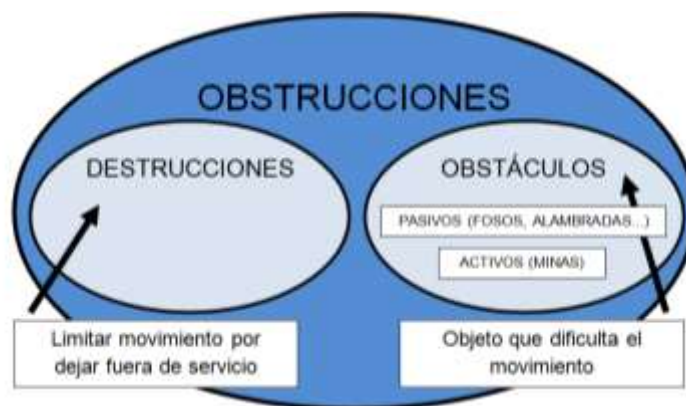 OBSTRUCCIONES
DESTRUCCIONES
OBSTÁCULOS
PASIVOS (FOSOS, ALAMBRADAS...)
ACTIVOS (MINAS)
Limitar movimiento por
dejar fuera de servicio
Objeto que dificulta el
movimiento